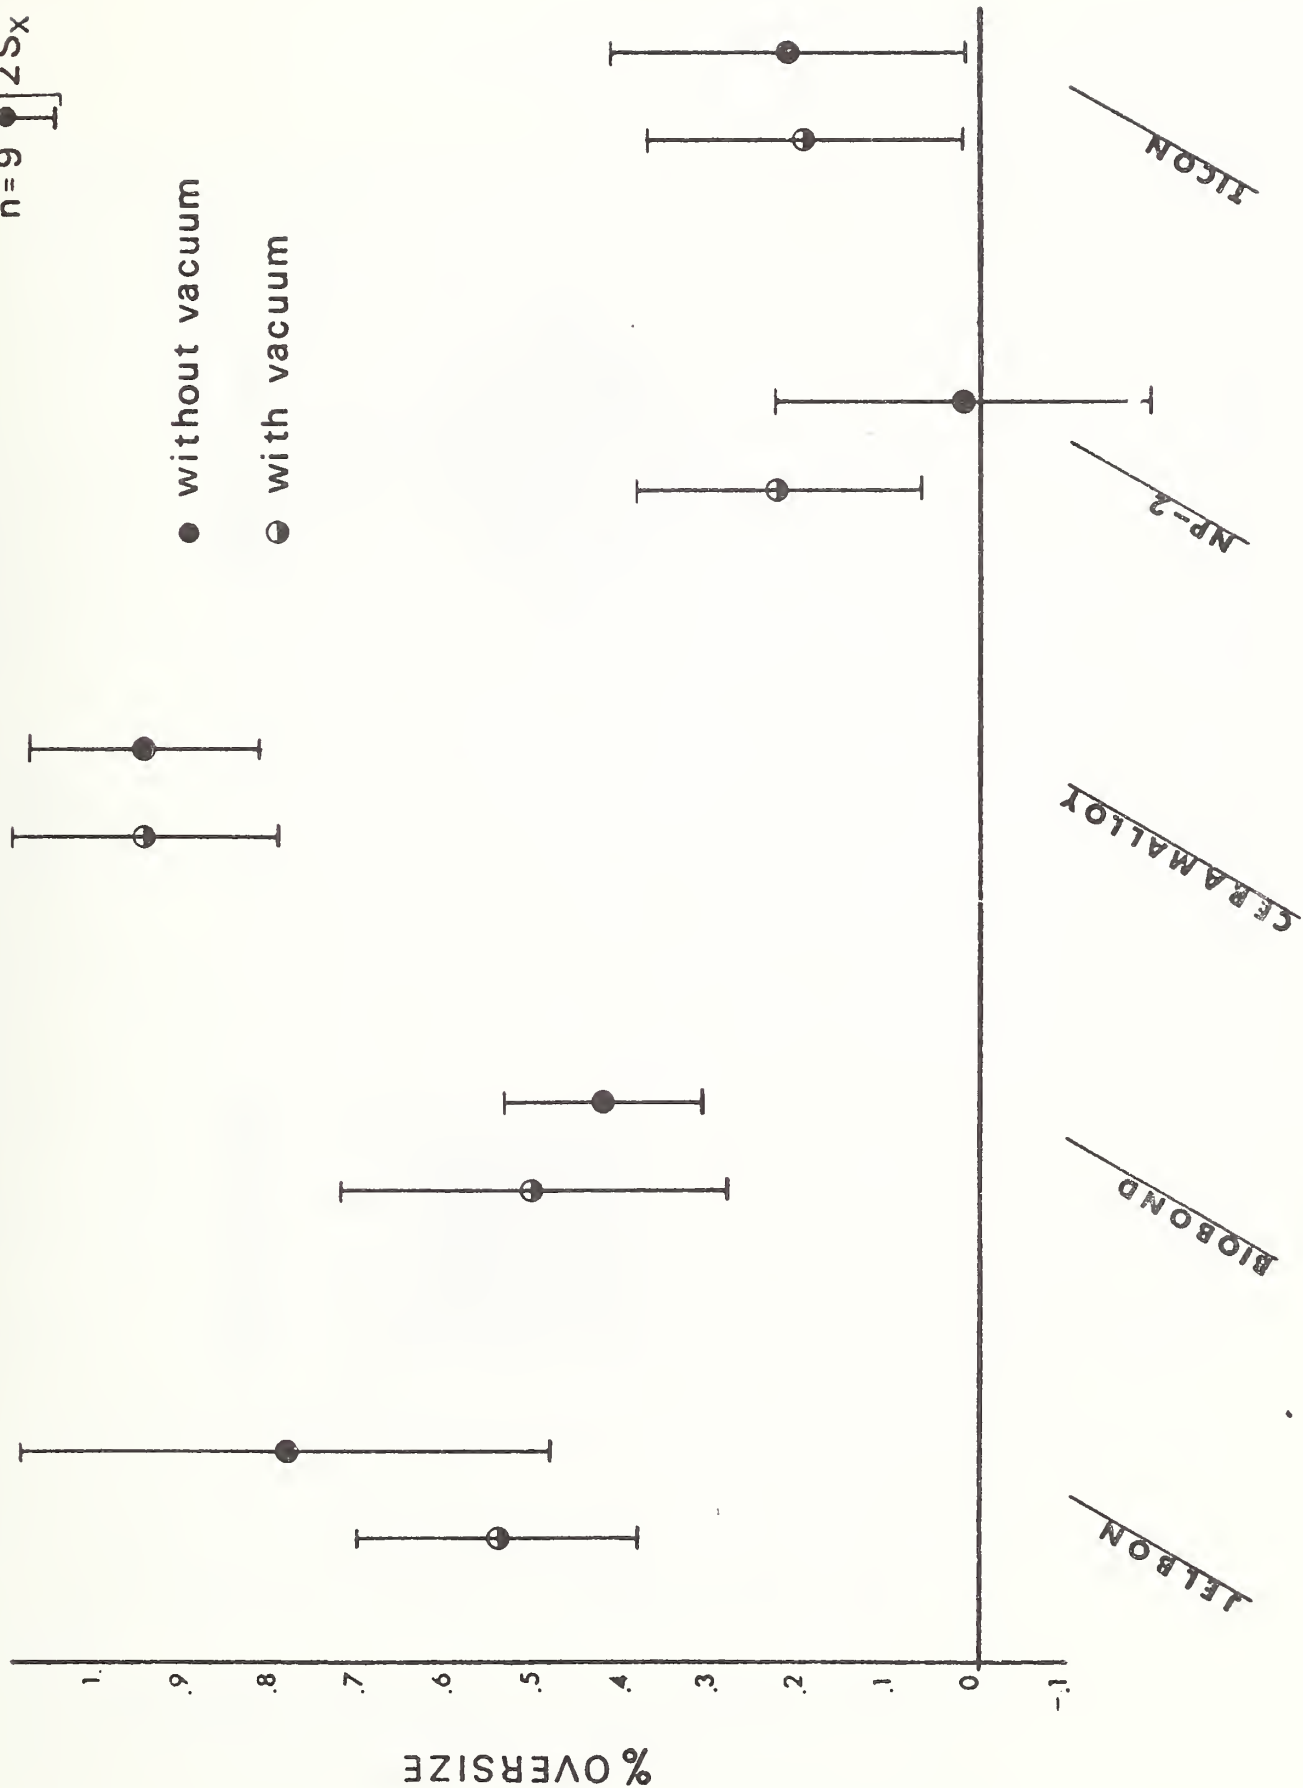 n=9 2Sx
● without vacuum
◑ with vacuum
% OVERSIZE
1.
.9
.8
.7
.6
.5
.4
.3
.2
.1
0
-.1
JELBON
BIOBOND
CERAMALLOY
NP-2
TICON